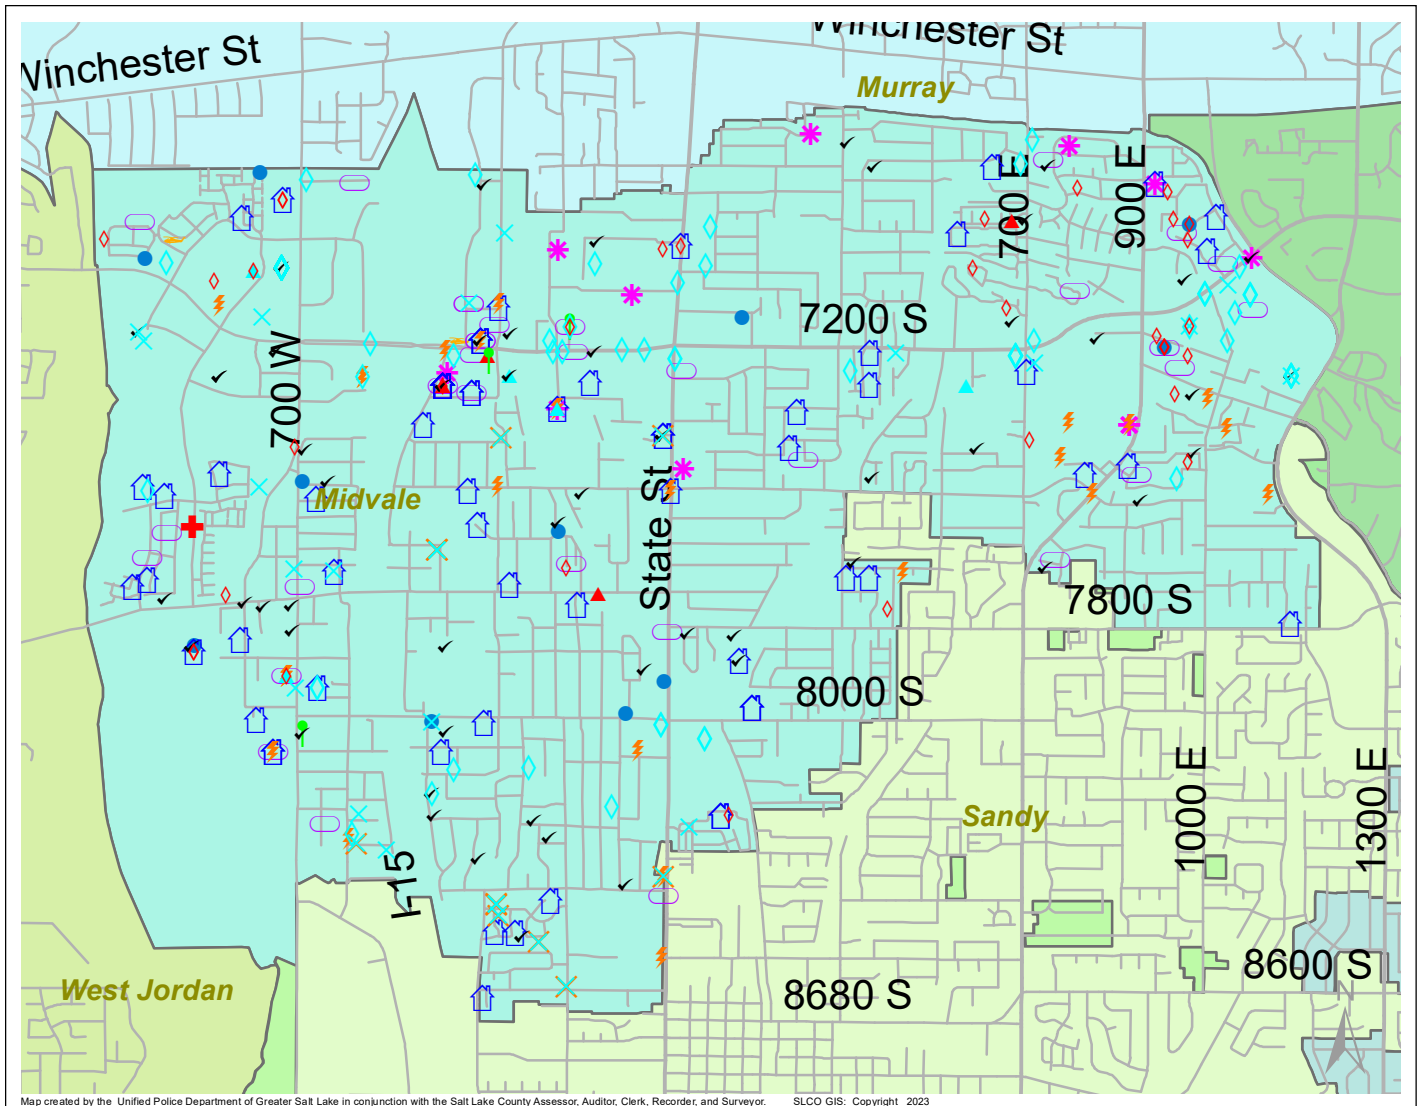 Winchester St
Winchester St
Murray
700 E
900 E
7200 S
700 W
Midvale
State St
7800 S
8000 S
Sandy
1000 E
1300 E
I-15
West Jordan
8600 S
8680 S
Map created by the Unified Police Department of Greater Salt Lake in conjunction with the Salt Lake County Assessor, Auditor, Clerk, Recorder, and Surveyor. SLCO GIS: Copyright 2023